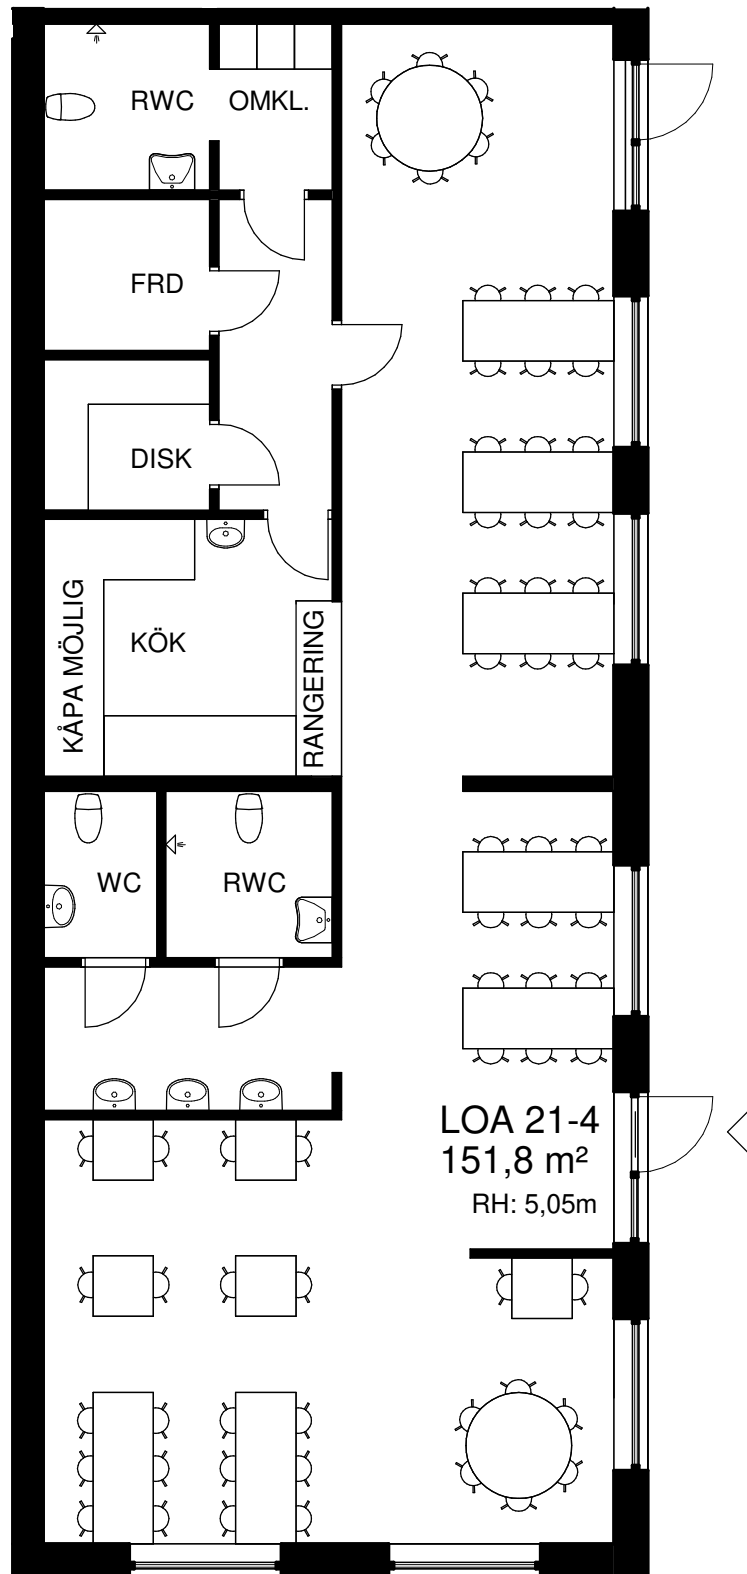 RWC
OMKL.
FRD
DISK
KÅPA MÖJLIG
KÖK
RANGERING
WC
RWC
LOA 21-4
151,8 m²
RH: 5,05m